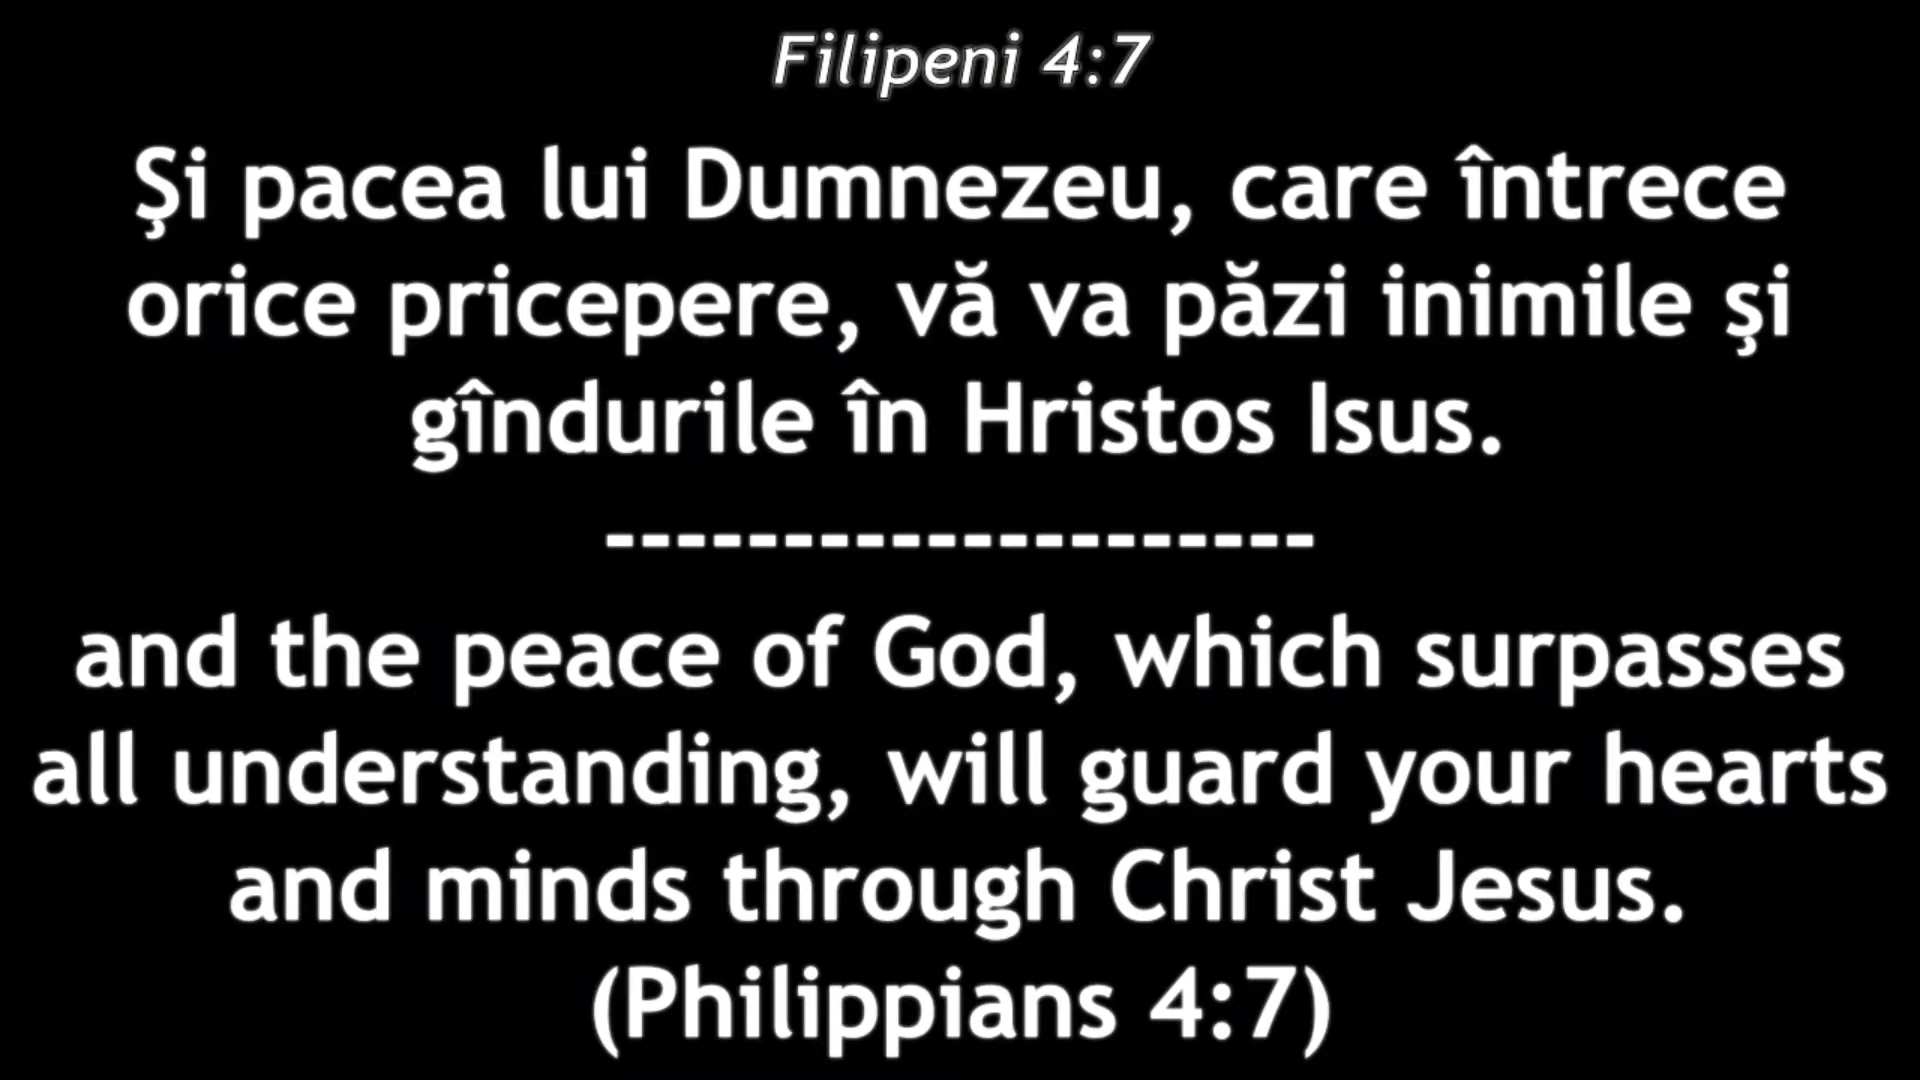 Filipeni 4:7
Şi pacea lui Dumnezeu, care întrece
orice pricepere, vă va păzi inimile şi
gîndurile în Hristos Isus.
--------------------
and the peace of God, which surpasses
all understanding, will guard your hearts
and minds through Christ Jesus.
(Philippians 4:7)